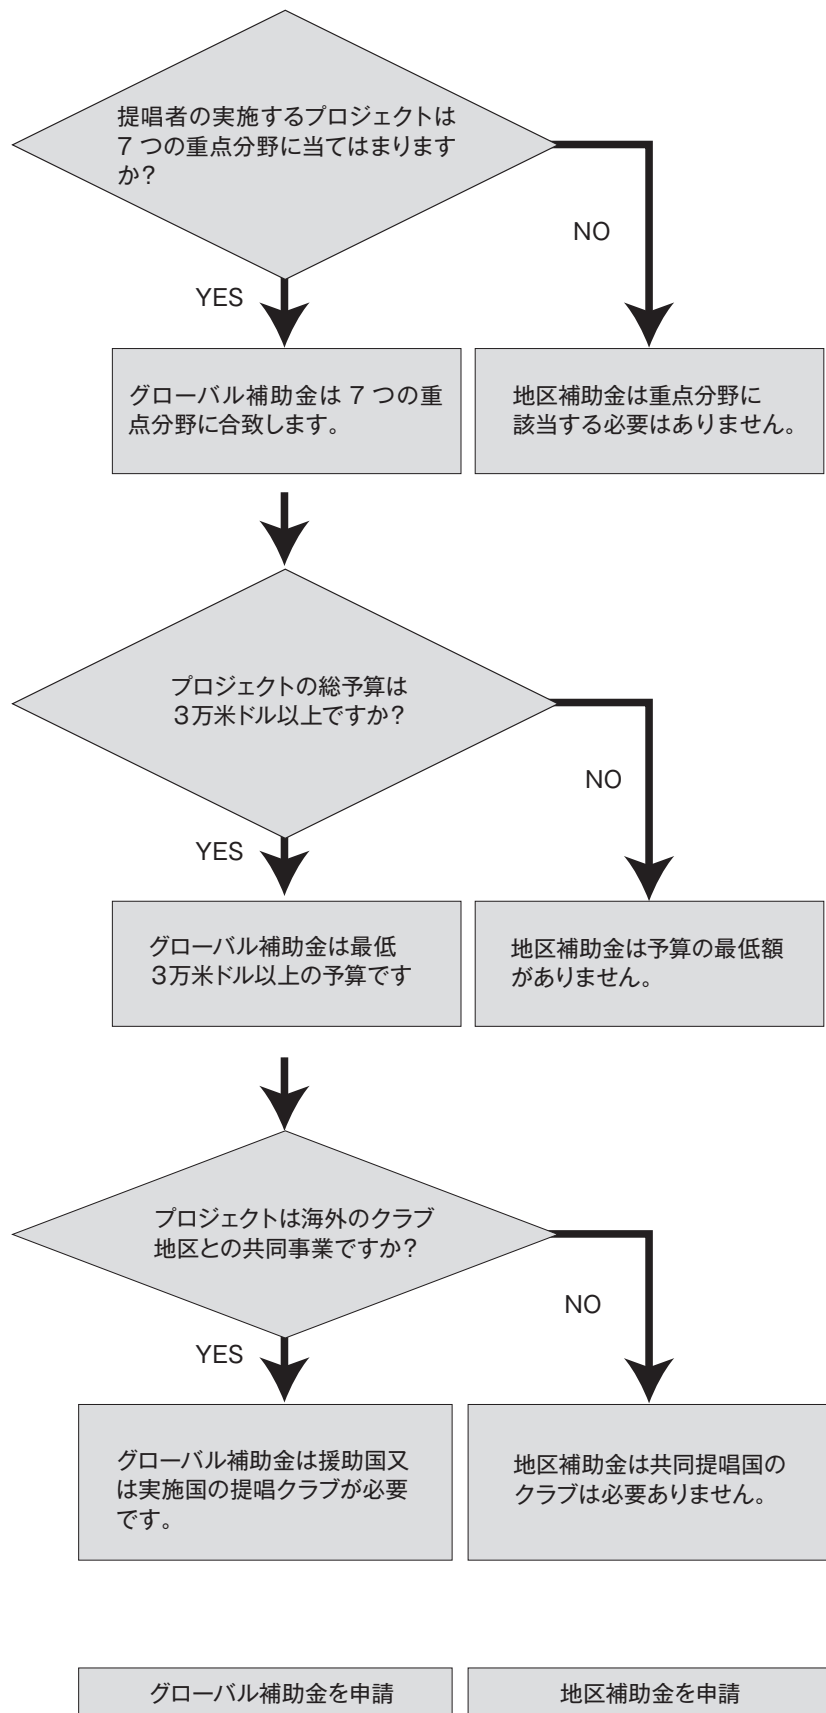 提唱者の実施するプロジェクトは
7 つの重点分野に当てはまります
か?
NO
YES
グローバル補助金は 7 つの重
点分野に合致します。
地区補助金は重点分野に
該当する必要はありません。
プロジェクトの総予算は
3万米ドル以上ですか?
NO
YES
グローバル補助金は最低
3万米ドル以上の予算です
地区補助金は予算の最低額
がありません。
プロジェクトは海外のクラブ
地区との共同事業ですか?
NO
YES
グローバル補助金は援助国又
は実施国の提唱クラブが必要
です。
地区補助金は共同提唱国の
クラブは必要ありません。
グローバル補助金を申請
地区補助金を申請